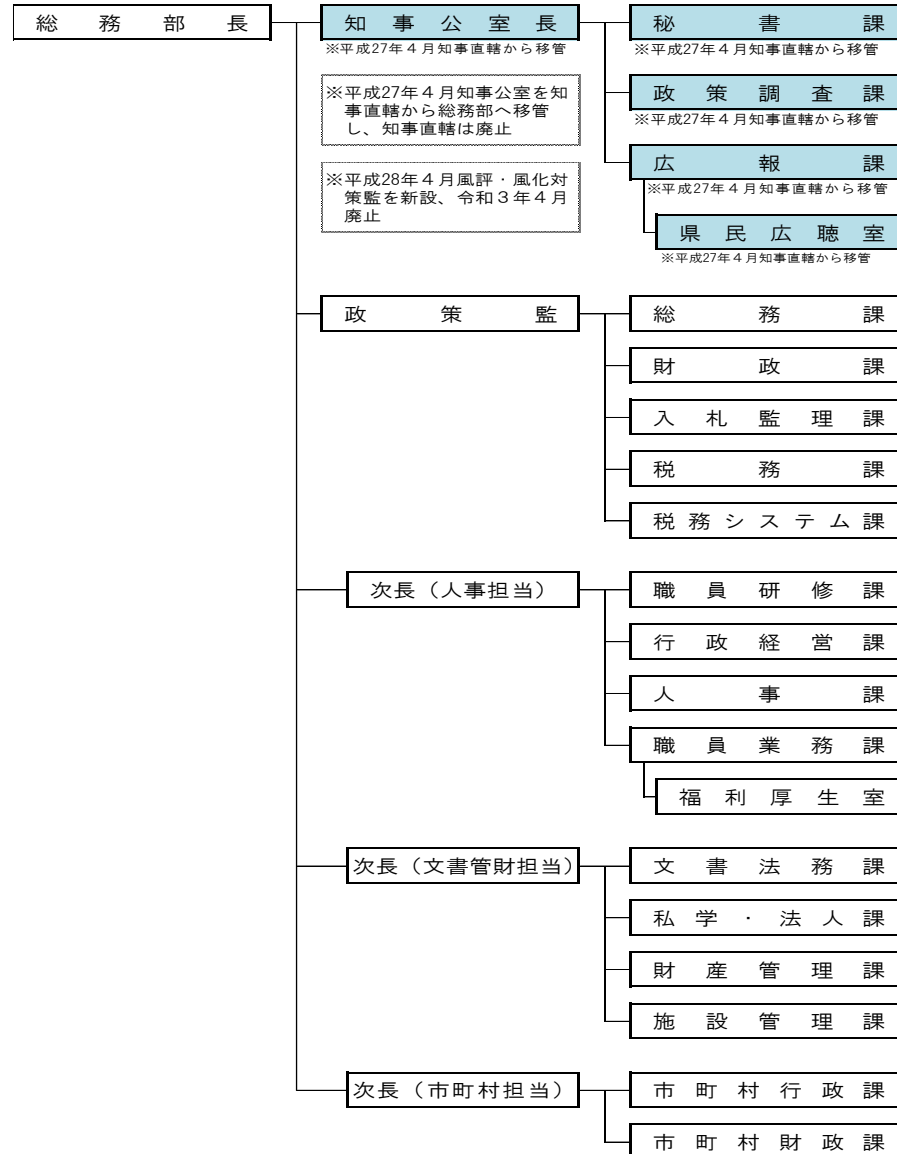 総務部長
知事公室長
※平成27年４月知事直轄から移管
※平成27年４月知事公室を知
事直轄から総務部へ移管
し、知事直轄は廃止
※平成28年４月風評・風化対
策監を新設、令和３年４月
廃止
秘書課
※平成27年４月知事直轄から移管
政策調査課
※平成27年４月知事直轄から移管
広報課
※平成27年４月知事直轄から移管
県民広聴室
※平成27年４月知事直轄から移管
政策監
総務課
財政課
入札監理課
税務課
税務システム課
次長（人事担当）
職員研修課
行政経営課
人事課
職員業務課
福利厚生室
次長（文書管財担当）
文書法務課
私学・法人課
財産管理課
施設管理課
次長（市町村担当）
市町村行政課
市町村財政課